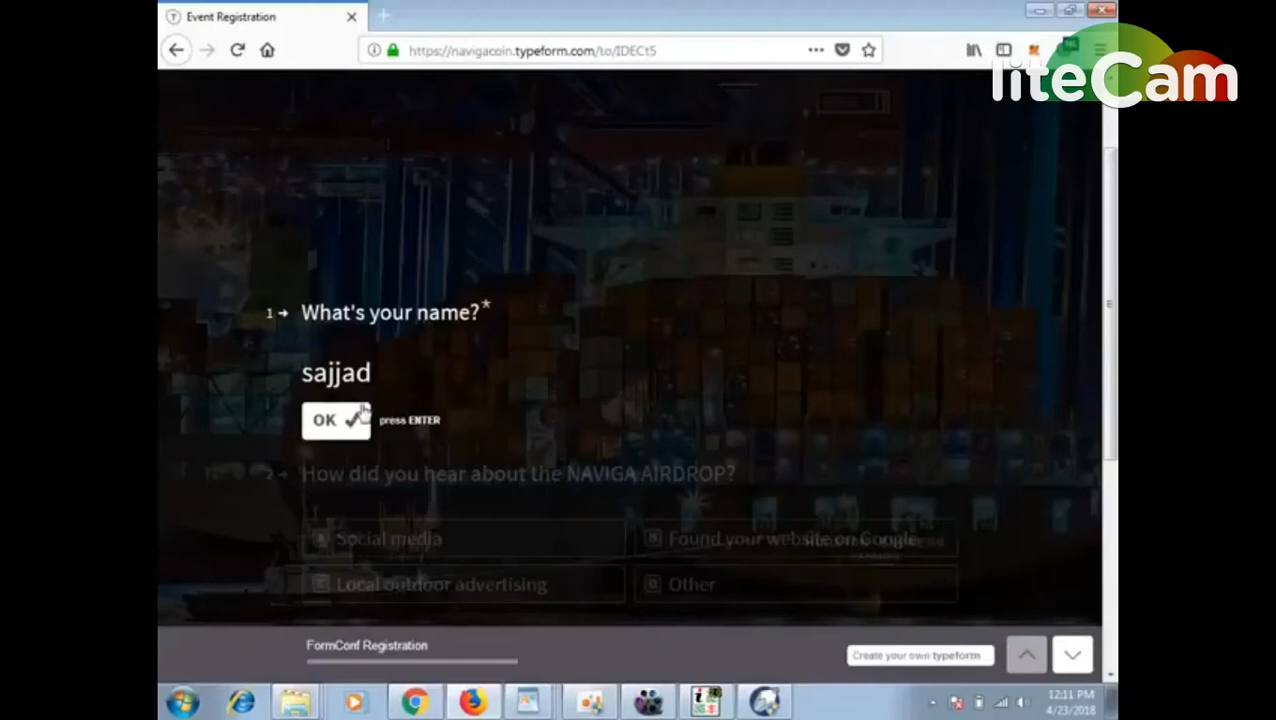 Event Registration
https://navigacoin.typeform.com/to/IDECt5
liteCam
1 → What's your name?*
sajjad
OK ✓ press ENTER
2 → How did you hear about the NAVIGA AIRDROP?
A Social media
B Found your website on Google
C Local outdoor advertising
D Other
FormConf Registration
Create your own typeform
12:11 PM
4/23/2018